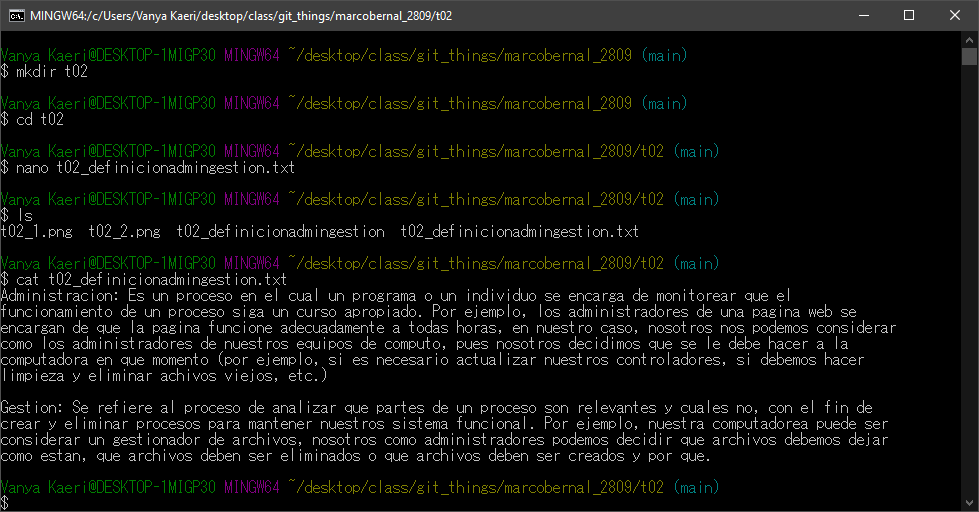 MINGW64:/c/Users/Vanya Kaeri/desktop/class/git_things/marcobernal_2809/t02
Vanya Kaeri@DESKTOP-1MIGP30 MINGW64 ~/desktop/class/git_things/marcobernal_2809 (main)
$ mkdir t02
Vanya Kaeri@DESKTOP-1MIGP30 MINGW64 ~/desktop/class/git_things/marcobernal_2809 (main)
$ cd t02
Vanya Kaeri@DESKTOP-1MIGP30 MINGW64 ~/desktop/class/git_things/marcobernal_2809/t02 (main)
$ nano t02_definicionadmingestion.txt
Vanya Kaeri@DESKTOP-1MIGP30 MINGW64 ~/desktop/class/git_things/marcobernal_2809/t02 (main)
$ ls
t02_1.png  t02_2.png  t02_definicionadmingestion  t02_definicionadmingestion.txt
Vanya Kaeri@DESKTOP-1MIGP30 MINGW64 ~/desktop/class/git_things/marcobernal_2809/t02 (main)
$ cat t02_definicionadmingestion.txt
Administracion: Es un proceso en el cual un programa o un individuo se encarga de monitorear que el
funcionamiento de un proceso siga un curso apropiado. Por ejemplo, los administradores de una pagina web se
encargan de que la pagina funcione adecuadamente a todas horas, en nuestro caso, nosotros nos podemos considerar
como los administradores de nuestros equipos de computo, pues nosotros decidimos que se le debe hacer a la
computadora en que momento (por ejemplo, si es necesario actualizar nuestros controladores, si debemos hacer
limpieza y eliminar achivos viejos, etc.)
Gestion: Se refiere al proceso de analizar que partes de un proceso son relevantes y cuales no, con el fin de
crear y eliminar procesos para mantener nuestros sistema funcional. Por ejemplo, nuestra computadorea puede ser
considerar un gestionador de archivos, nosotros como administradores podemos decidir que archivos debemos dejar
como estan, que archivos deben ser eliminados o que archivos deben ser creados y por que.
Vanya Kaeri@DESKTOP-1MIGP30 MINGW64 ~/desktop/class/git_things/marcobernal_2809/t02 (main)
$